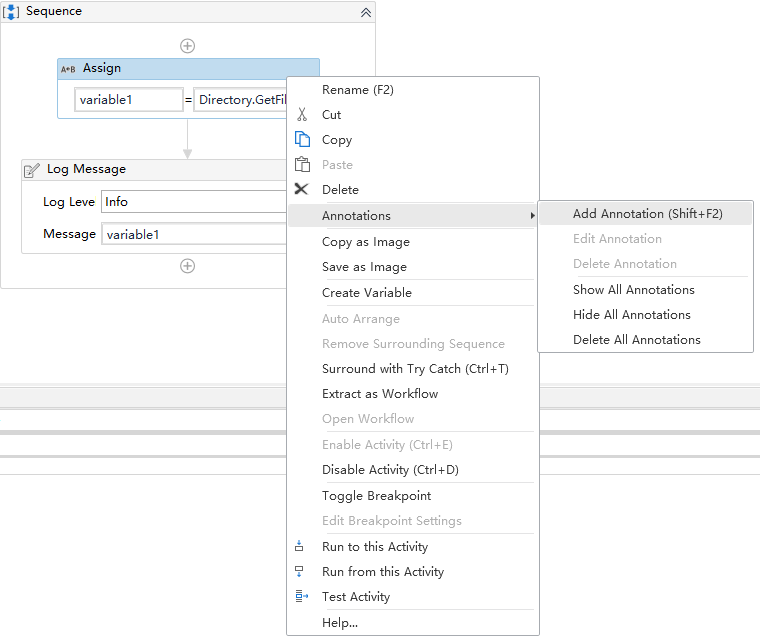 Sequence
A+B Assign
variable1 = Directory.GetFil
Log Message
Log Leve Info
Message variable1
Rename (F2)
Cut
Copy
Paste
Delete
Annotations
Copy as Image
Save as Image
Create Variable
Auto Arrange
Remove Surrounding Sequence
Surround with Try Catch (Ctrl+T)
Extract as Workflow
Open Workflow
Enable Activity (Ctrl+E)
Disable Activity (Ctrl+D)
Toggle Breakpoint
Edit Breakpoint Settings
Run to this Activity
Run from this Activity
Test Activity
Help...
Add Annotation (Shift+F2)
Edit Annotation
Delete Annotation
Show All Annotations
Hide All Annotations
Delete All Annotations